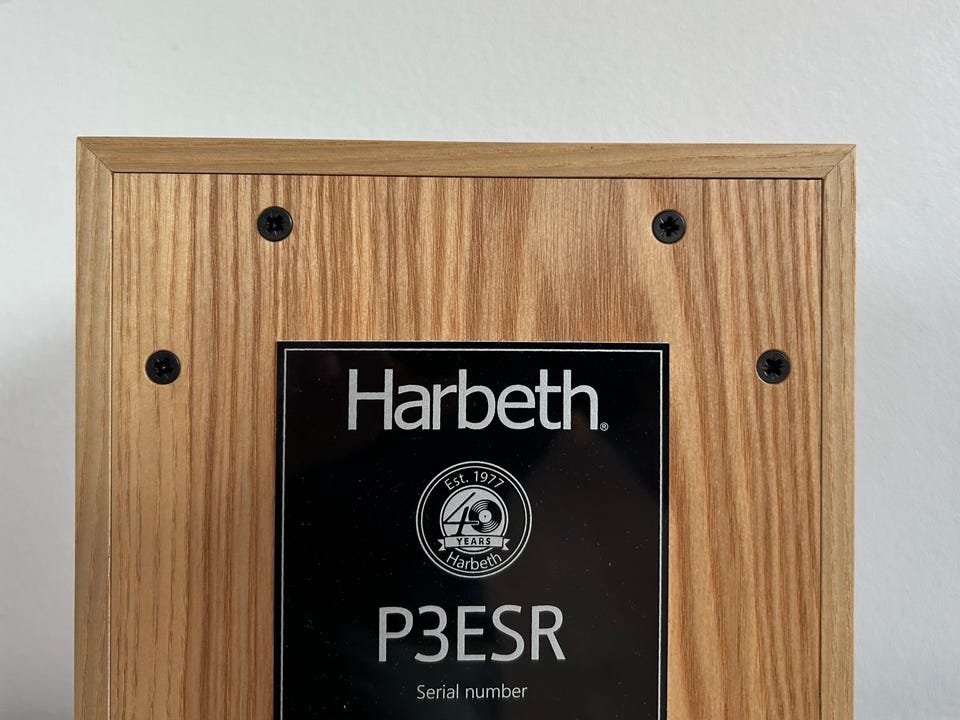 Harbeth®
Est. 1977
40
YEARS
Harbeth
P3ESR
Serial number